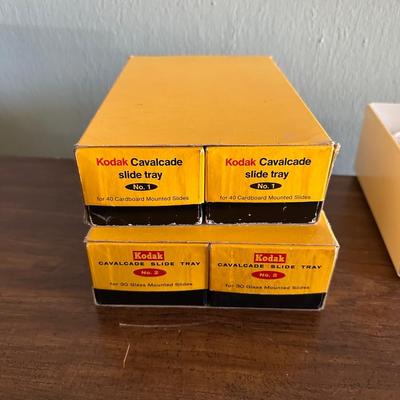 Kodak Cavalcade
slide tray
No. 1
for 40 Cardboard Mounted Slides
Kodak Cavalcade
slide tray
No. 1
for 40 Cardboard Mounted Slides
Kodak
CAVALCADE SLIDE TRAY
No. 2
for 30 Glass Mounted Slides
Kodak
CAVALCADE SLIDE TRAY
No. 2
for 30 Glass Mounted Slides